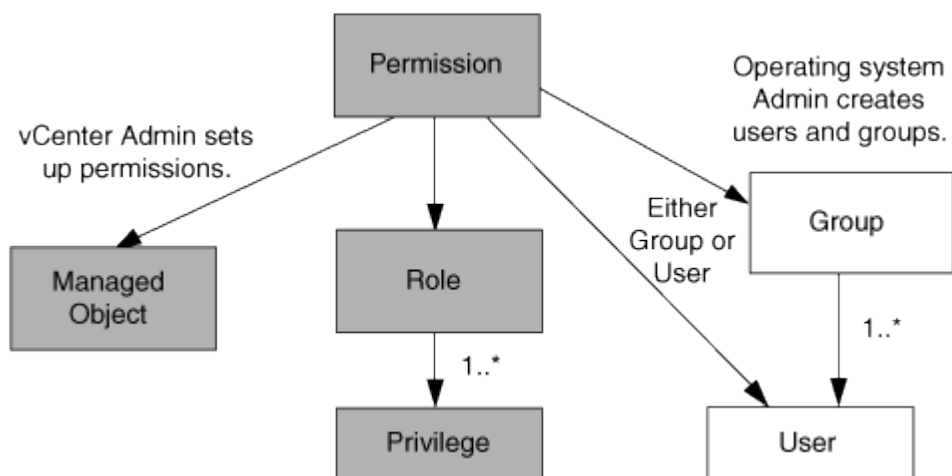 Permission
Operating system
Admin creates
users and groups.
vCenter Admin sets
up permissions.
Either
Group or
User
Group
Managed
Object
Role
1..*
1..*
Privilege
User